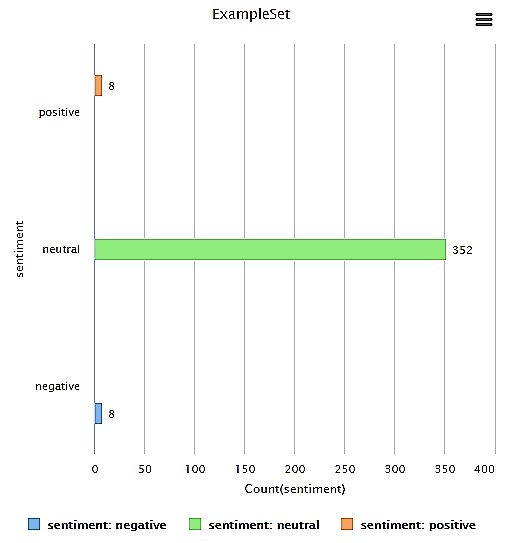 ExampleSet
8
positive
352
neutral
sentiment
negative
8
0 50 100 150 200 250 300 350 400
Count(sentiment)
sentiment: negative sentiment: neutral sentiment: positive